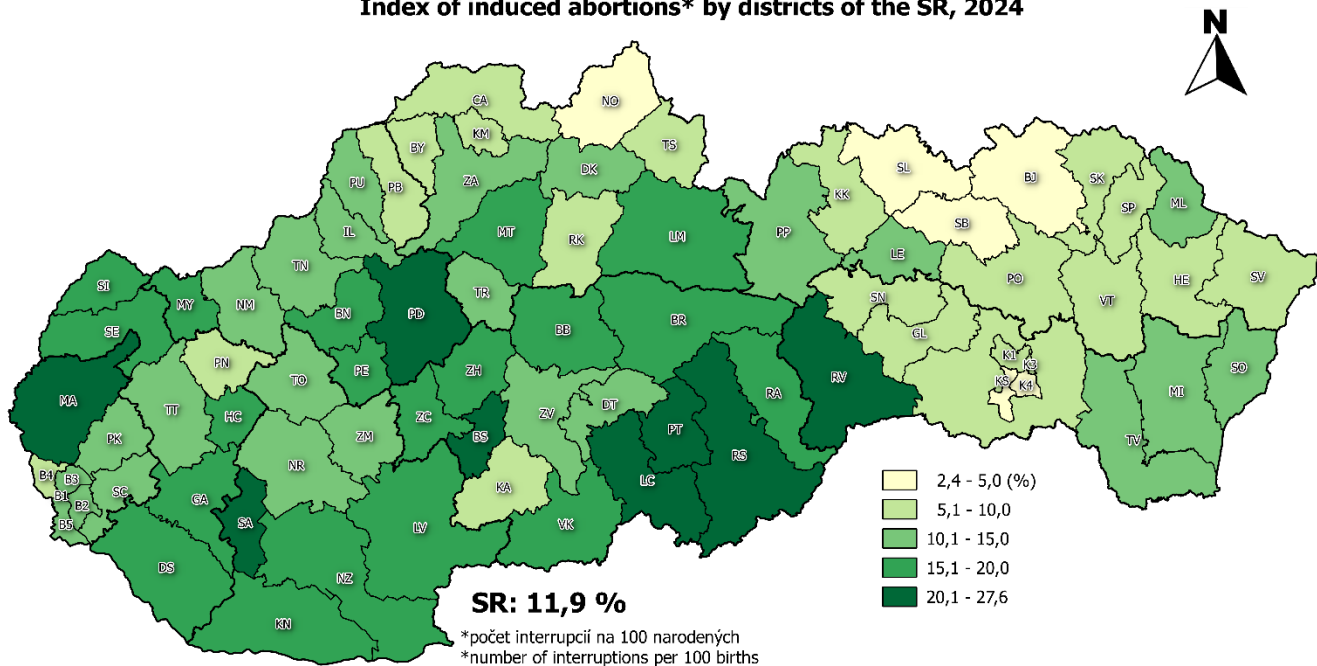 Index of induced abortions* by districts of the SR, 2024
N
NO
CA
KM
TS
BY
DK
SL
BJ
SK
PU
PB
ZA
KK
SP
ML
IL
MT
RK
LM
PP
SB
LE
TN
PO
HE
SV
SI
MY
NM
BN
PD
TR
SN
VT
SE
BB
BR
GL
PN
PE
ZH
K1
K3
MA
TO
RV
KS
K4
SO
TT
HC
ZC
ZV
DT
RA
MI
PK
ZM
BS
PT
RS
TV
B4
B3
SC
NR
KA
LC
B1
B2
GA
SA
LV
VK
B5
DS
NZ
KN
2,4 - 5,0 (%)
5,1 - 10,0
10,1 - 15,0
15,1 - 20,0
20,1 - 27,6
SR: 11,9 %
*počet interrupcií na 100 narodených
*number of interruptions per 100 births